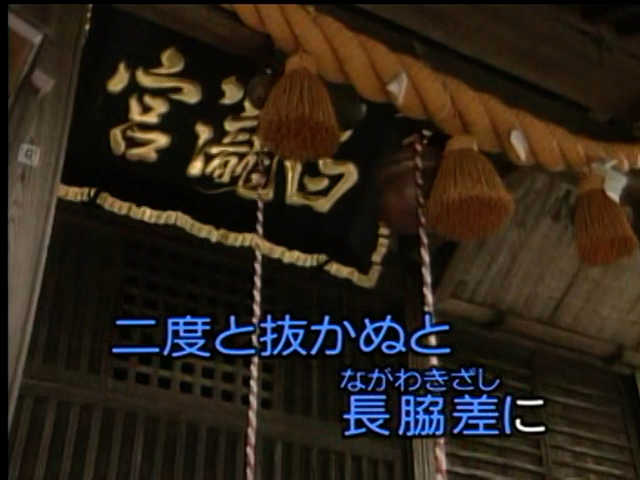 白瀧宮
二度と抜かぬと
ながわきざし
長脇差に